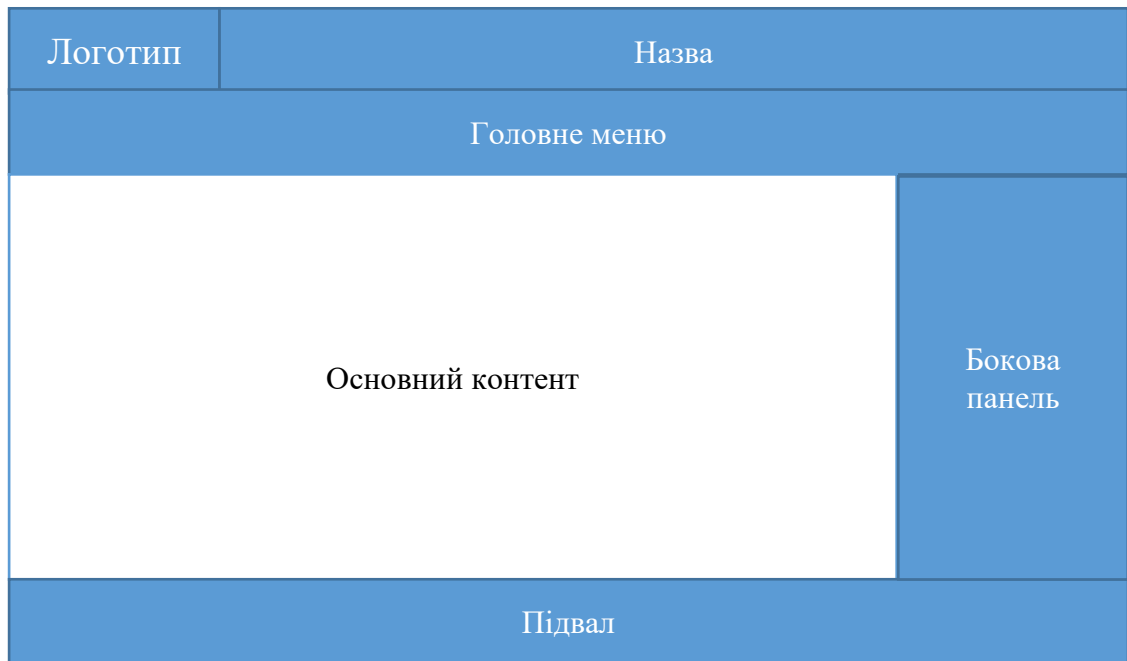 Логотип
Назва
Головне меню
Основний контент
Бокова
панель
Підвал